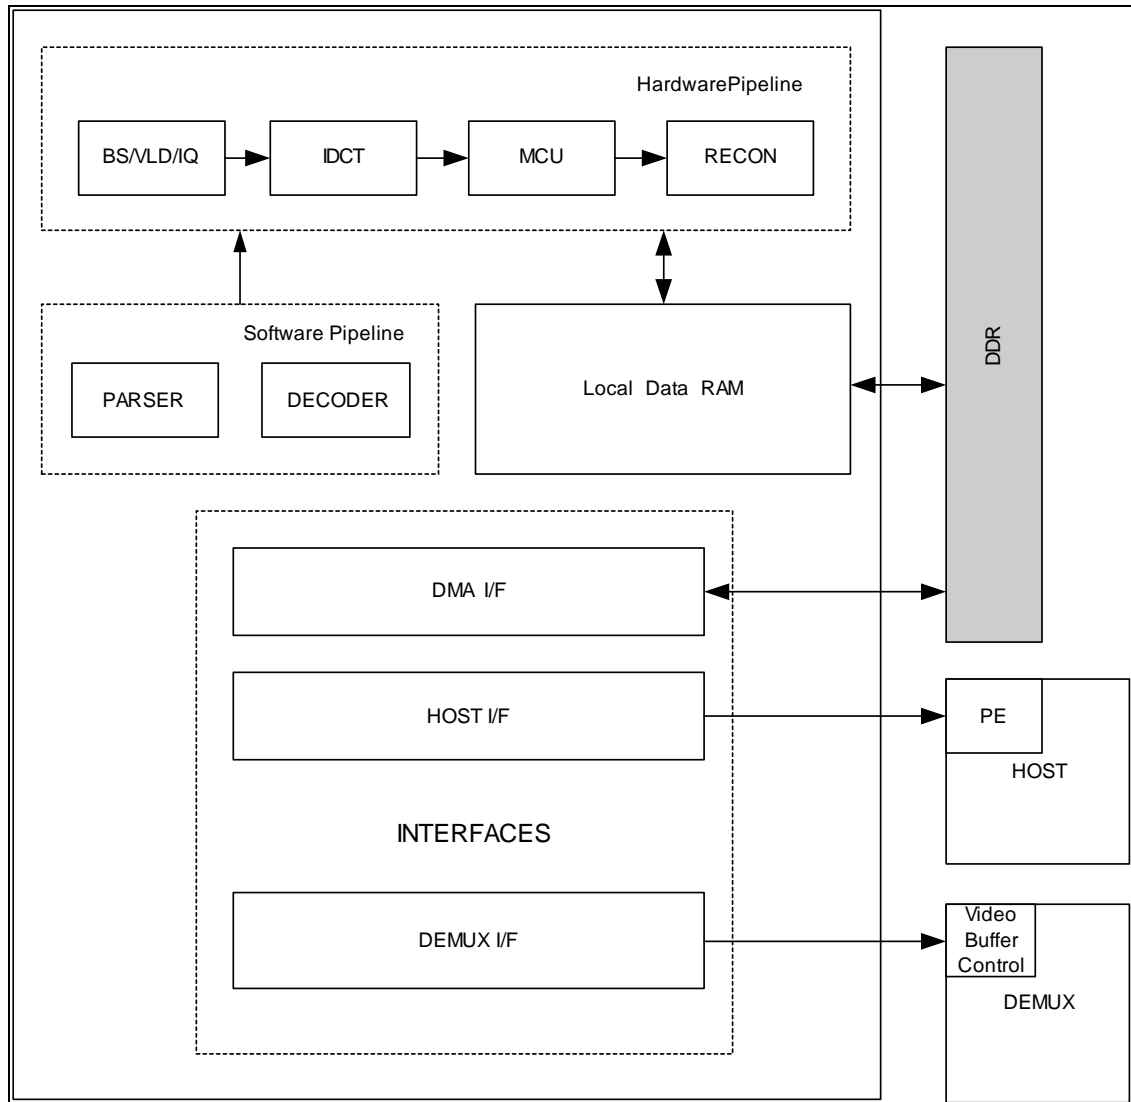 HardwarePipeline
BS/VLD/IQ
IDCT
MCU
RECON
Software Pipeline
PARSER
DECODER
Local Data RAM
DDR
DMA I/F
HOST I/F
PE
HOST
INTERFACES
DEMUX I/F
Video
Buffer
Control
DEMUX